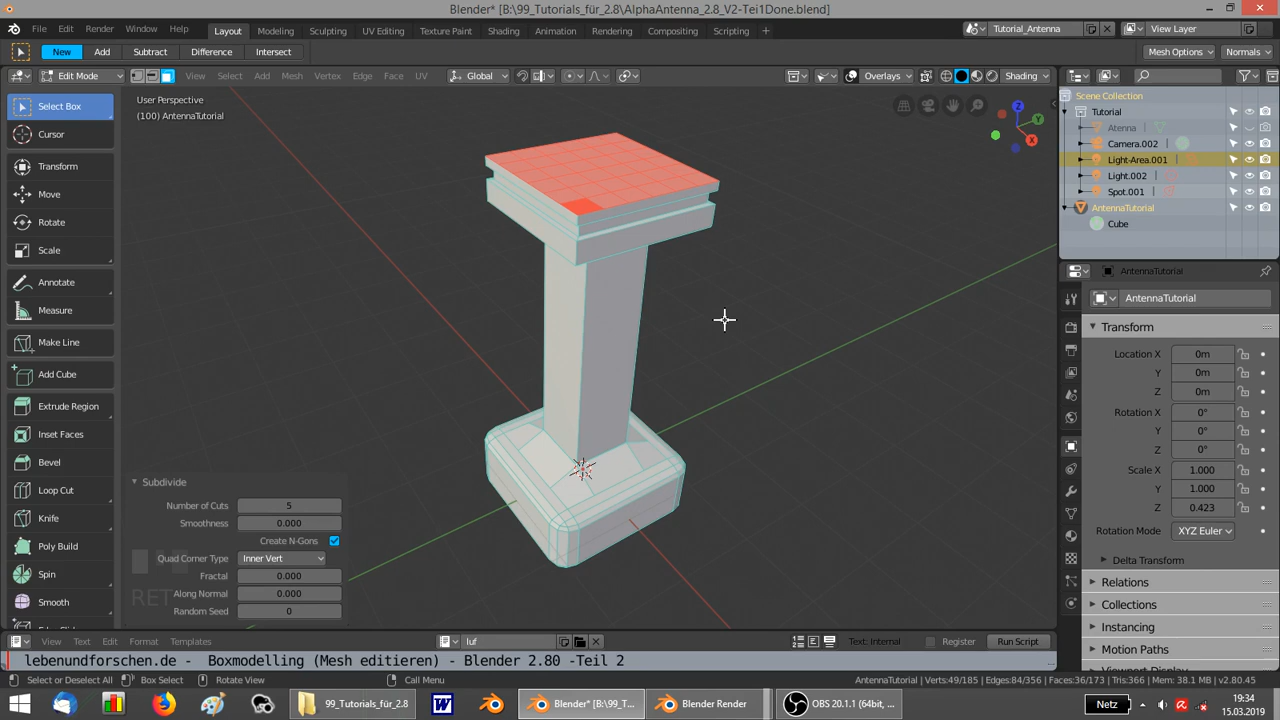 Blender* [B:\99_Tutorials_für_2.8\AlphaAntenna_2.8_V2-Tei1Done.blend]
File Edit Render Window Help Layout Modeling Sculpting UV Editing Texture Paint Shading Animation Rendering Compositing Scripting + Tutorial_Antenna View Layer
New Add Subtract Difference Intersect Mesh Options Normals
Edit Mode View Select Add Mesh Vertex Edge Face UV Global Overlays Shading
Select Box
Cursor
Transform
Move
Rotate
Scale
Annotate
Measure
Make Line
Add Cube
Extrude Region
Inset Faces
Bevel
Loop Cut
Knife
Poly Build
Spin
Smooth
User Perspective
(100) AntennaTutorial
Z
Y
X
Subdivide
Number of Cuts 5
Smoothness 0.000
Create N-Gons
Quad Corner Type Inner Vert
Fractal 0.000
Along Normal 0.000
Random Seed 0
RET
Scene Collection
Tutorial
Atenna
Camera.002
Light-Area.001
Light.002
Spot.001
AntennaTutorial
Cube
AntennaTutorial
AntennaTutorial
Transform
Location X 0m
Y 0m
Z 0m
Rotation X 0°
Y 0°
Z 0°
Scale X 1.000
Y 1.000
Z 0.423
Rotation Mode XYZ Euler
Delta Transform
Relations
Collections
Instancing
Motion Paths
View Text Edit Format Templates luf Text: Internal Register Run Script
lebenundforschen.de - Boxmodelling (Mesh editieren) - Blender 2.80 -Teil 2
Select or Deselect All Box Select Rotate View Call Menu AntennaTutorial | Verts:49/185 | Edges:84/356 | Faces:36/173 | Tris:366 | Mem: 38.1 MB | v2.80.45
99_Tutorials_für_2.8 Blender* [B:\99_Tu... Blender Render OBS 20.1.1 (64bit, ... Netz 19:34
15.03.2019